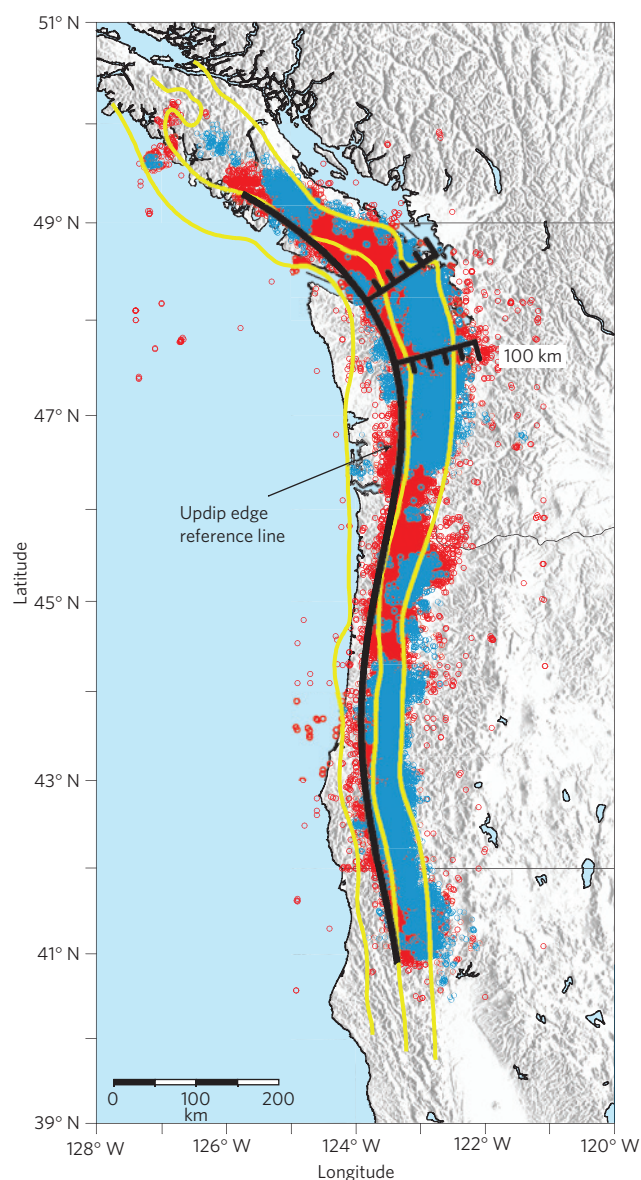 51° N
49° N
47° N
45° N
43° N
41° N
39° N
Latitude
100 km
Updip edge
reference line
0 100 200
km
128° W 126° W 124° W 122° W 120° W
Longitude